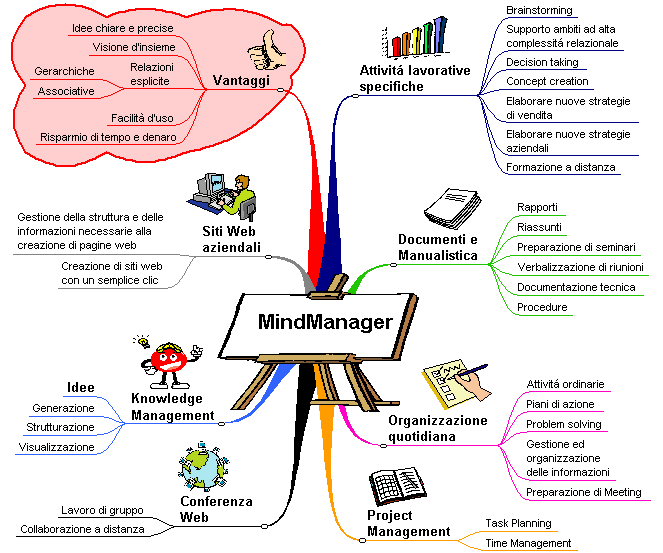 MindManager
Vantaggi
Idee chiare e precise
Visione d'insieme
Relazioni
esplicite
Gerarchiche
Associative
Facilità d'uso
Risparmio di tempo e denaro
Attivitá lavorative
specifiche
Brainstorming
Supporto ambiti ad alta
complessitá relazionale
Decision taking
Concept creation
Elaborare nuove strategie
di vendita
Elaborare nuove strategie
aziendali
Formazione a distanza
Siti Web
aziendali
Gestione della struttura e delle
informazioni necessarie alla
creazione di pagine web
Creazione di siti web
con un semplice clic
Documenti e
Manualistica
Rapporti
Riassunti
Preparazione di seminari
Verbalizzazione di riunioni
Documentazione tecnica
Procedure
Knowledge
Management
Idee
Generazione
Strutturazione
Visualizzazione
Organizzazione
quotidiana
Attivitá ordinarie
Piani di azione
Problem solving
Gestione ed
organizzazione
delle informazioni
Preparazione di Meeting
Conferenza
Web
Lavoro di gruppo
Collaborazione a distanza
Project
Management
Task Planning
Time Management